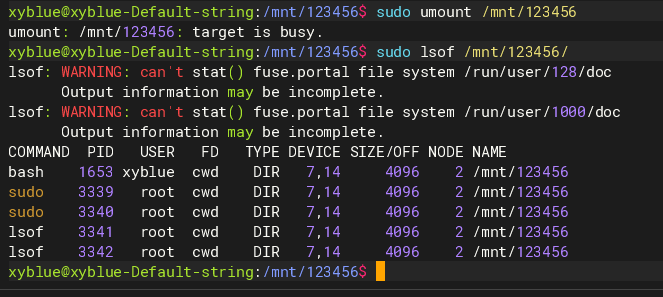 xyblue@xyblue-Default-string:/mnt/123456$ sudo umount /mnt/123456
umount: /mnt/123456: target is busy.
xyblue@xyblue-Default-string:/mnt/123456$ sudo lsof /mnt/123456/
lsof: WARNING: can't stat() fuse.portal file system /run/user/128/doc
      Output information may be incomplete.
lsof: WARNING: can't stat() fuse.portal file system /run/user/1000/doc
      Output information may be incomplete.
COMMAND  PID   USER   FD   TYPE DEVICE SIZE/OFF NODE NAME
bash    1653 xyblue  cwd    DIR   7,14     4096    2 /mnt/123456
sudo    3339   root  cwd    DIR   7,14     4096    2 /mnt/123456
sudo    3340   root  cwd    DIR   7,14     4096    2 /mnt/123456
lsof    3341   root  cwd    DIR   7,14     4096    2 /mnt/123456
lsof    3342   root  cwd    DIR   7,14     4096    2 /mnt/123456
xyblue@xyblue-Default-string:/mnt/123456$